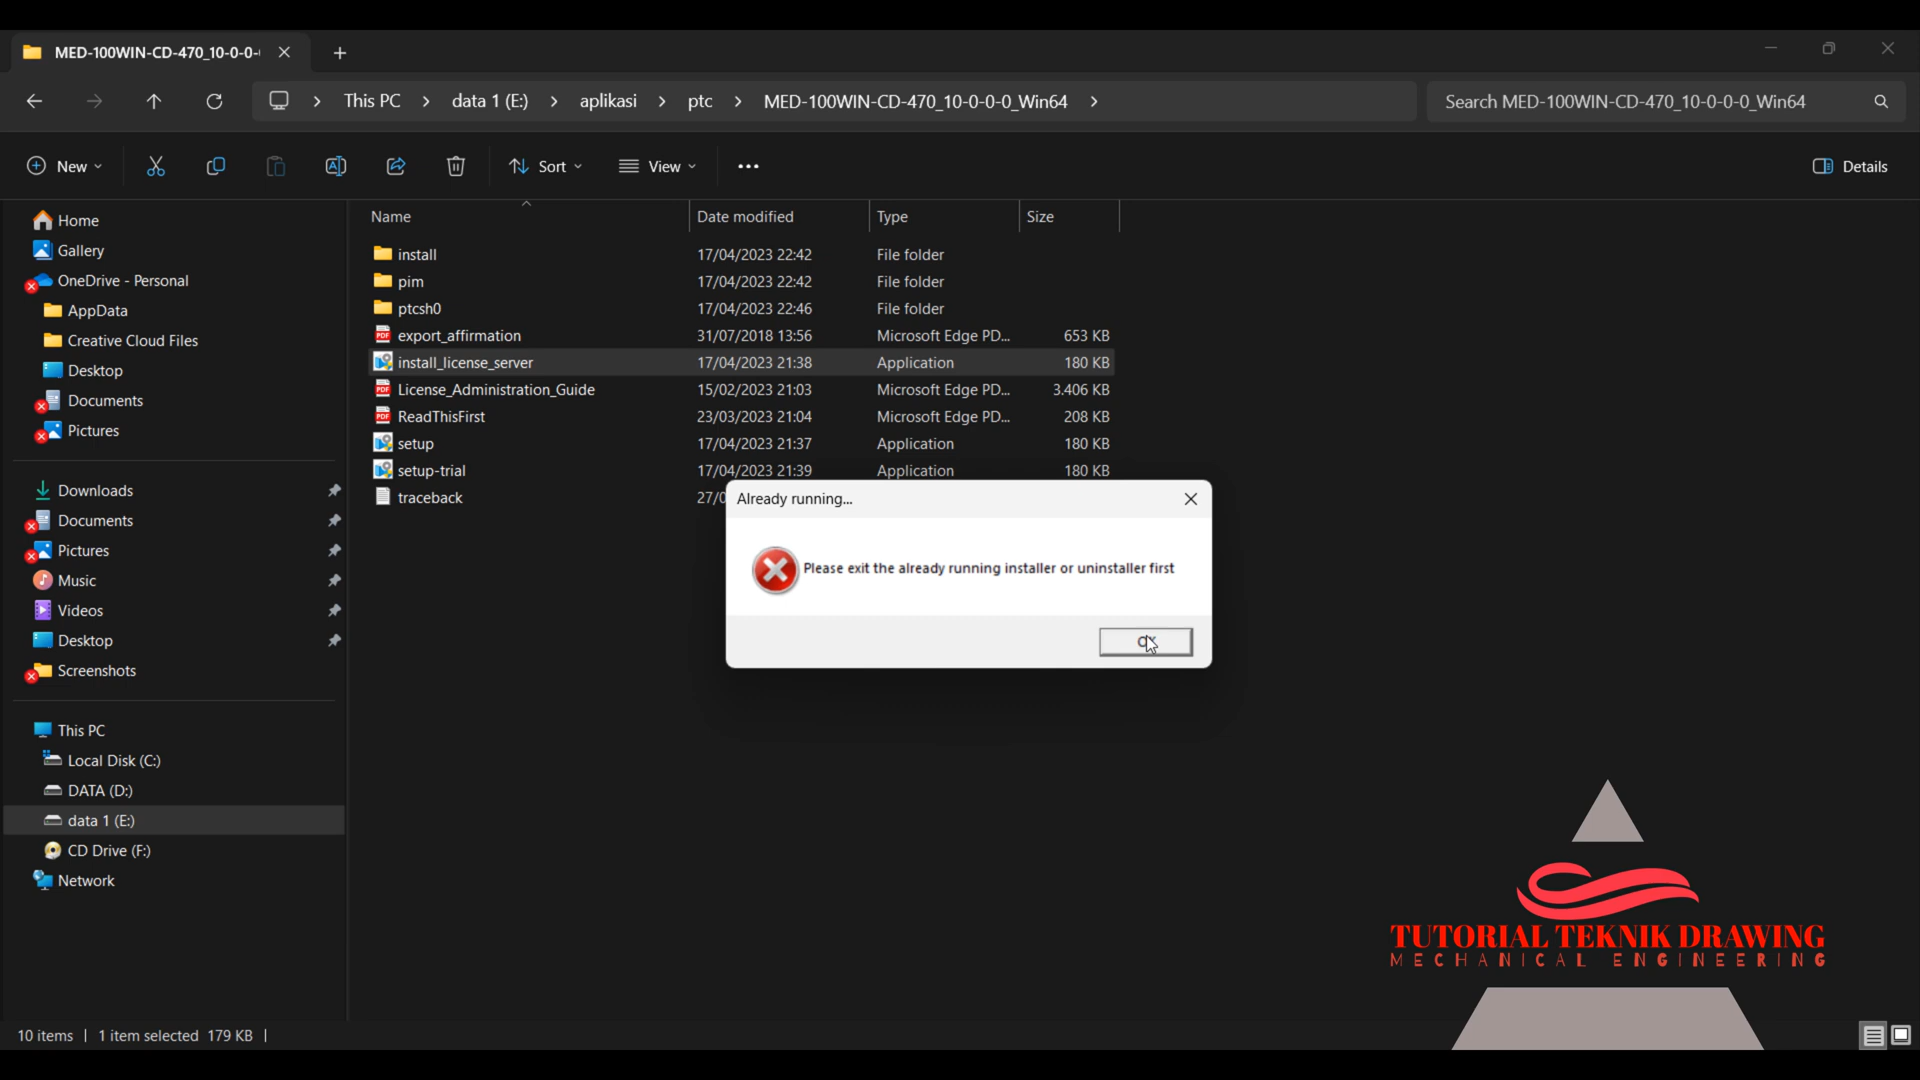 MED-100WIN-CD-470_10-0-0-
This PC
data 1 (E:)
aplikasi
ptc
MED-100WIN-CD-470_10-0-0-0_Win64
Search MED-100WIN-CD-470_10-0-0-0_Win64
New
Sort
View
Details
Name
Date modified
Type
Size
Home
Gallery
OneDrive - Personal
AppData
Creative Cloud Files
Desktop
Documents
Pictures
Downloads
Documents
Pictures
Music
Videos
Desktop
Screenshots
This PC
Local Disk (C:)
DATA (D:)
data 1 (E:)
CD Drive (F:)
Network
install 17/04/2023 22:42 File folder
pim 17/04/2023 22:42 File folder
ptcsh0 17/04/2023 22:46 File folder
export_affirmation 31/07/2018 13:56 Microsoft Edge PD... 653 KB
install_license_server 17/04/2023 21:38 Application 180 KB
License_Administration_Guide 15/02/2023 21:03 Microsoft Edge PD... 3.406 KB
ReadThisFirst 23/03/2023 21:04 Microsoft Edge PD... 208 KB
setup 17/04/2023 21:37 Application 180 KB
setup-trial 17/04/2023 21:39 Application 180 KB
traceback 27/0
Already running...
Please exit the already running installer or uninstaller first
TUTORIAL TEKNIK DRAWING
MECHANICAL ENGINEERING
10 items
1 item selected 179 KB